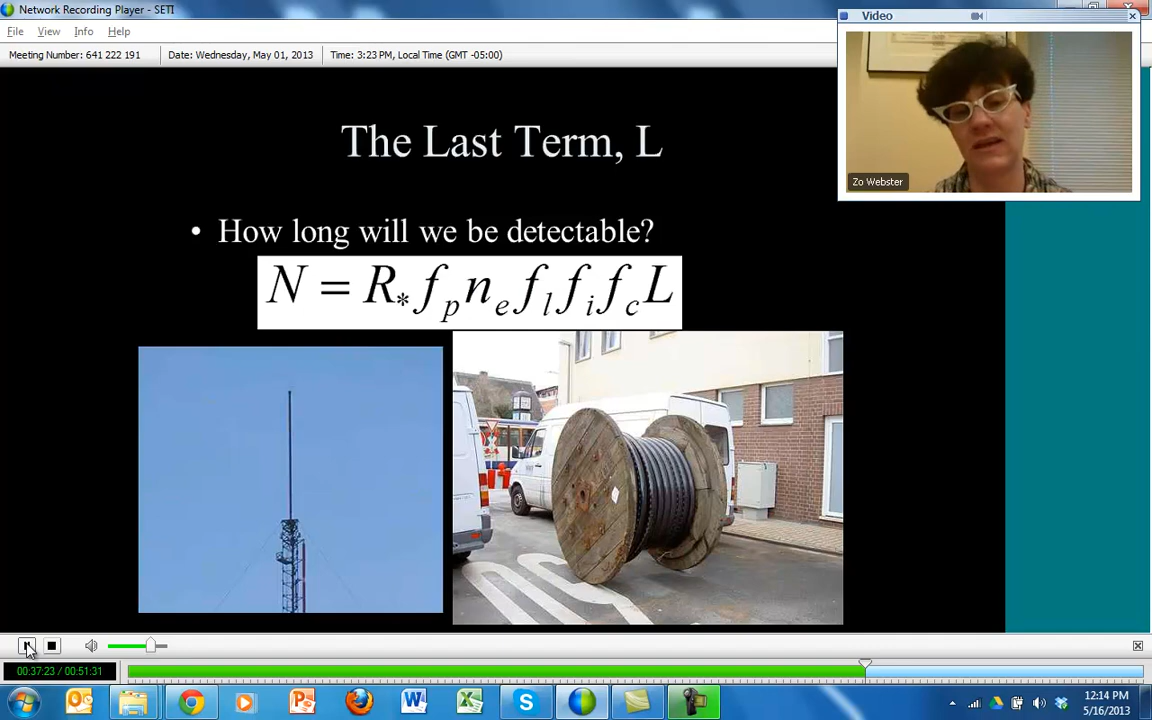 Network Recording Player - SETI
File View Info Help
Meeting Number: 641 222 191 Date: Wednesday, May 01, 2013 Time: 3:23 PM, Local Time (GMT -05:00)
Video
Zo Webster
The Last Term, L
• How long will we be detectable?
N = R* fp ne fl fi fc L
00:37:23 / 00:51:31
12:14 PM
5/16/2013